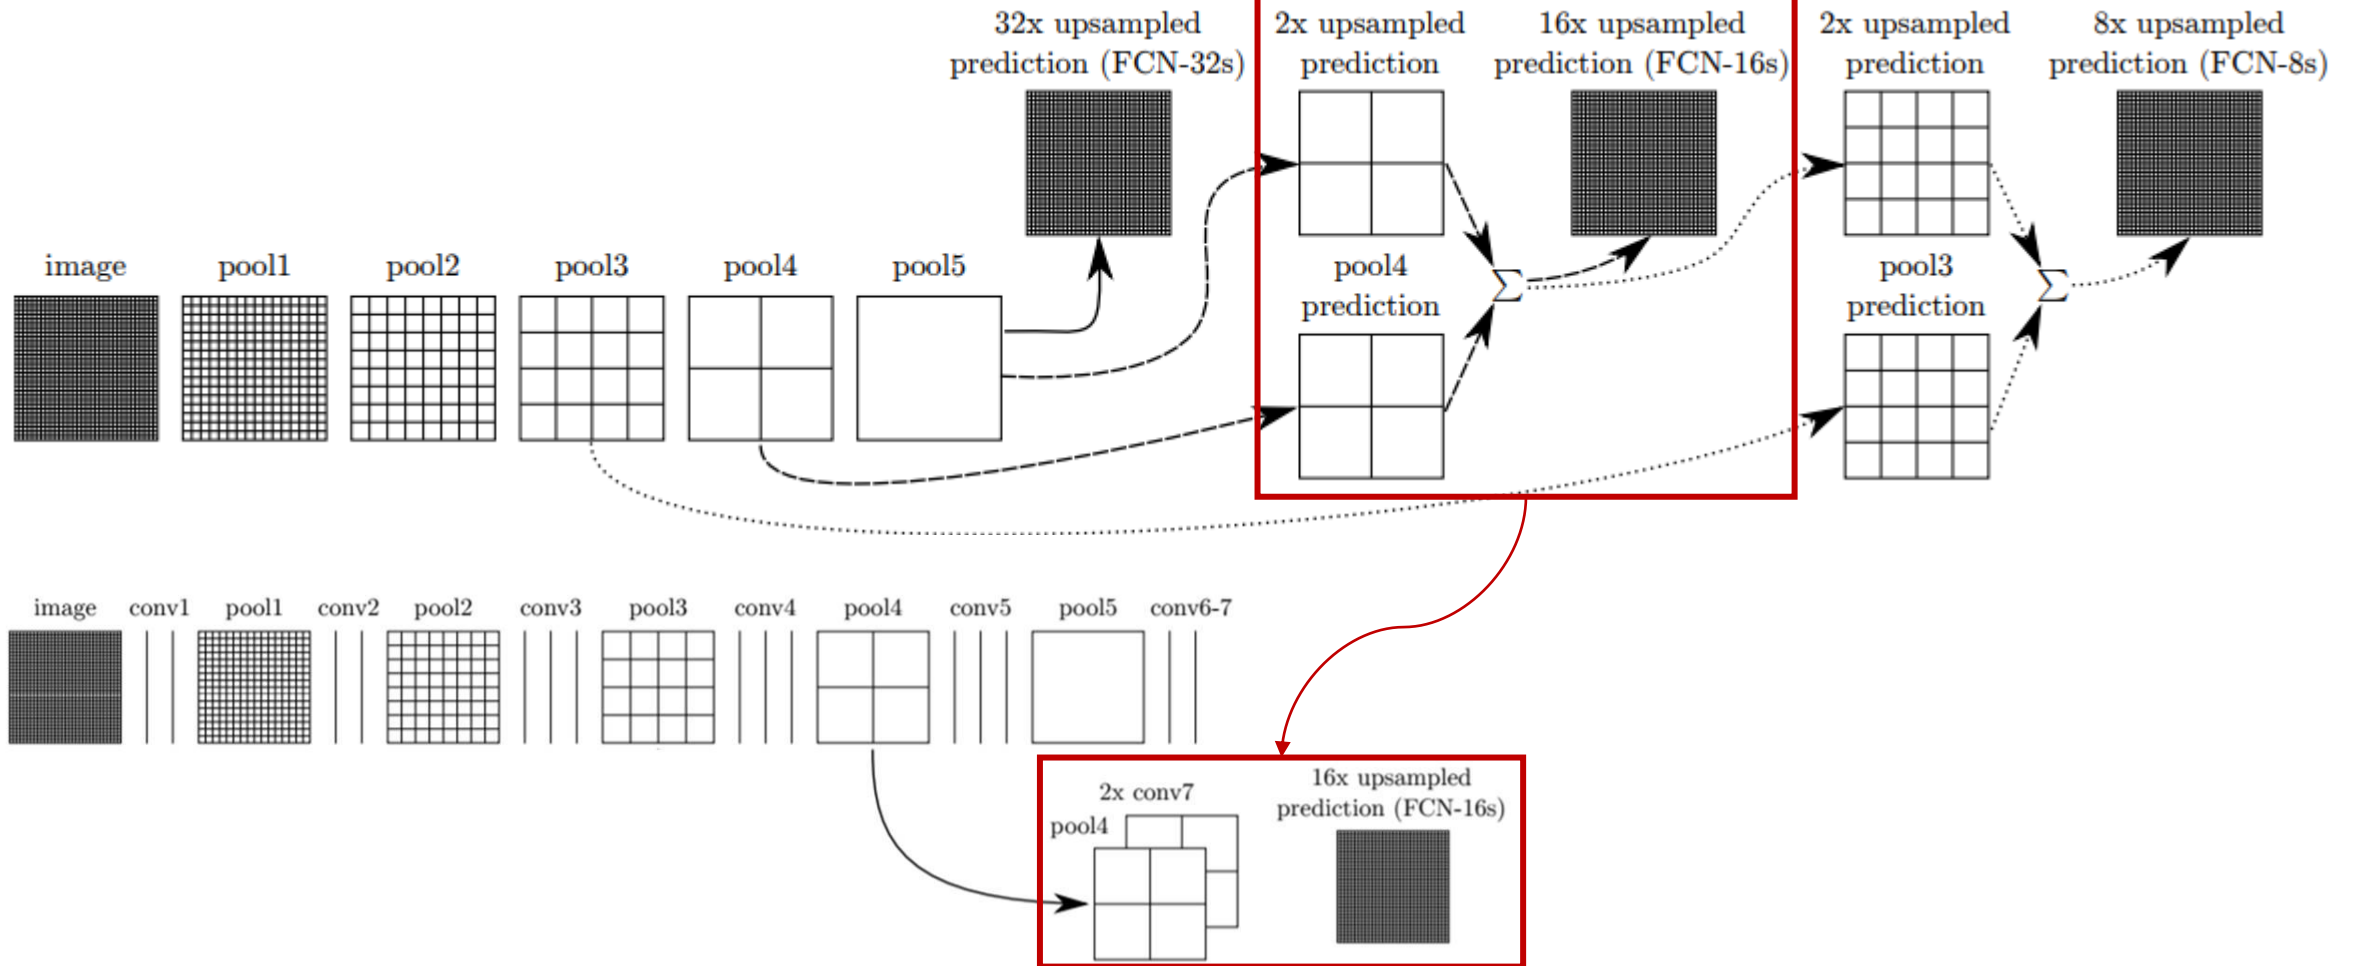 32x upsampled
prediction (FCN-32s)
2x upsampled
prediction
16x upsampled
prediction (FCN-16s)
2x upsampled
prediction
8x upsampled
prediction (FCN-8s)
image
pool1
pool2
pool3
pool4
pool5
pool4
prediction
Σ
pool3
prediction
Σ
image
conv1
pool1
conv2
pool2
conv3
pool3
conv4
pool4
conv5
pool5
conv6-7
2x conv7
pool4
16x upsampled
prediction (FCN-16s)